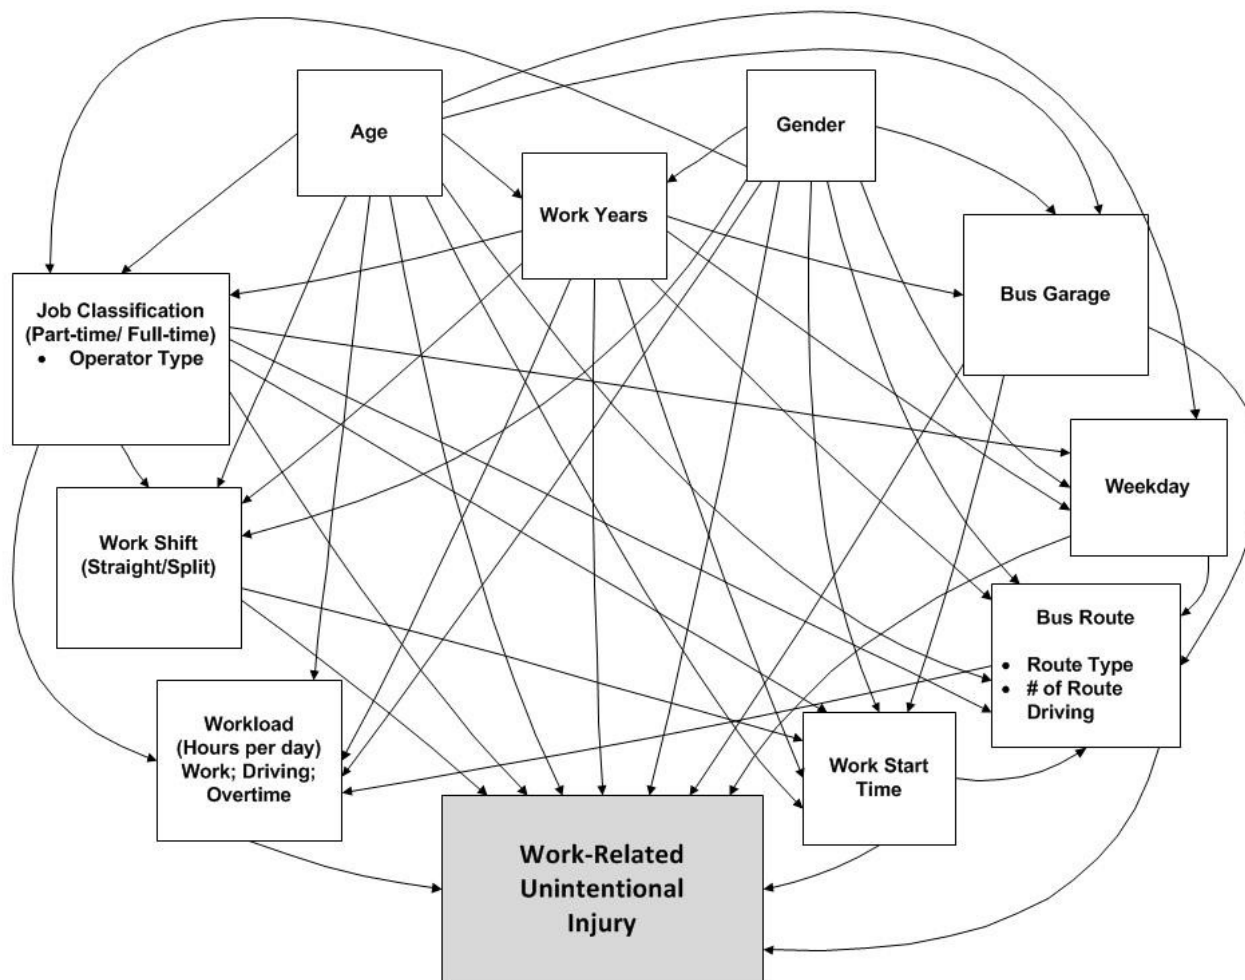 Age
Gender
Work Years
Bus Garage
Job Classification
(Part-time/ Full-time)
• Operator Type
Weekday
Work Shift
(Straight/Split)
Bus Route
• Route Type
• # of Route
Driving
Workload
(Hours per day)
Work; Driving;
Overtime
Work Start
Time
Work-Related
Unintentional
Injury